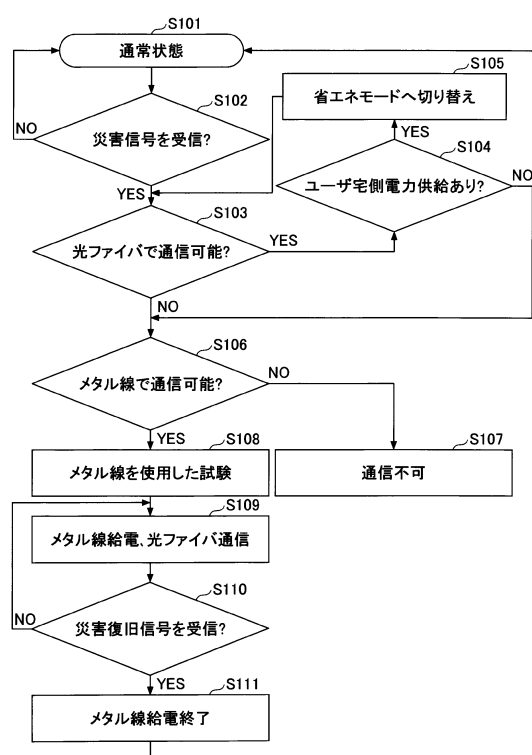 S101
通常状態
S102
災害信号を受信?
NO
YES
S103
光ファイバで通信可能?
YES
NO
S104
ユーザ宅側電力供給あり?
YES
NO
S105
省エネモードへ切り替え
S106
メタル線で通信可能?
NO
YES
S107
通信不可
S108
メタル線を使用した試験
S109
メタル線給電、光ファイバ通信
S110
災害復旧信号を受信?
NO
YES
S111
メタル線給電終了